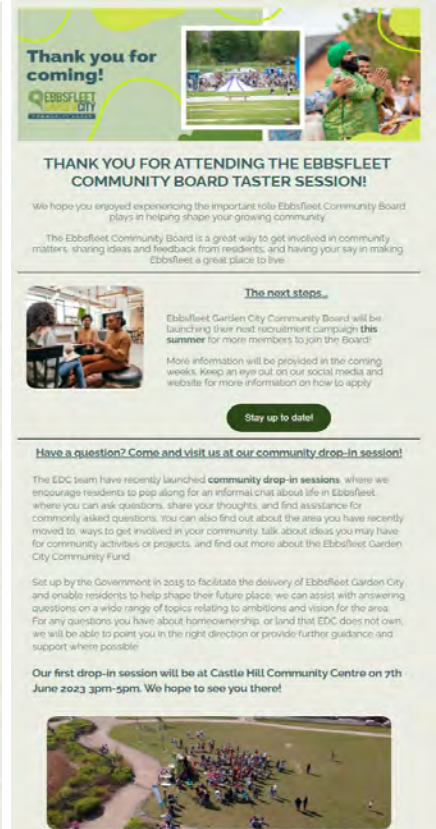 Thank you for
coming!
EBBSFLEET
GARDEN CITY
COMMUNITY BOARD
THANK YOU FOR ATTENDING THE EBBSFLEET
COMMUNITY BOARD TASTER SESSION!
We hope you enjoyed experiencing the important role Ebbsfleet Community Board
plays in helping shape your growing community.
The Ebbsfleet Community Board is a great way to get involved in community
matters, sharing ideas and feedback from residents, and having your say in making
Ebbsfleet a great place to live.
The next steps...
Ebbsfleet Garden City Community Board will be
launching their next recruitment campaign this
summer for more members to join the Board!
More information will be provided in the coming
weeks. Keep an eye out on our social media and
website for more information on how to apply.
Stay up to date!
Have a question? Come and visit us at our community drop-in session!
The EDC team have recently launched community drop-in sessions, where we
encourage residents to pop along for an informal chat about life in Ebbsfleet,
where you can ask questions, share your thoughts, and find assistance for
commonly asked questions. You can also find out about the area you have recently
moved to, ways to get involved in your community, talk about ideas you may have
for community activities or projects, and find out more about the Ebbsfleet Garden
City Community Fund.
Set up by the Government in 2015 to facilitate the delivery of Ebbsfleet Garden City
and enable residents to help shape their future place, we can assist with answering
questions on a wide range of topics relating to ambitions and vision for the area.
For any questions you have about homeownership, or land that EDC does not own,
we will be able to point you in the right direction or provide further guidance and
support where possible.
Our first drop-in session will be at Castle Hill Community Centre on 7th
June 2023 3pm-5pm. We hope to see you there!